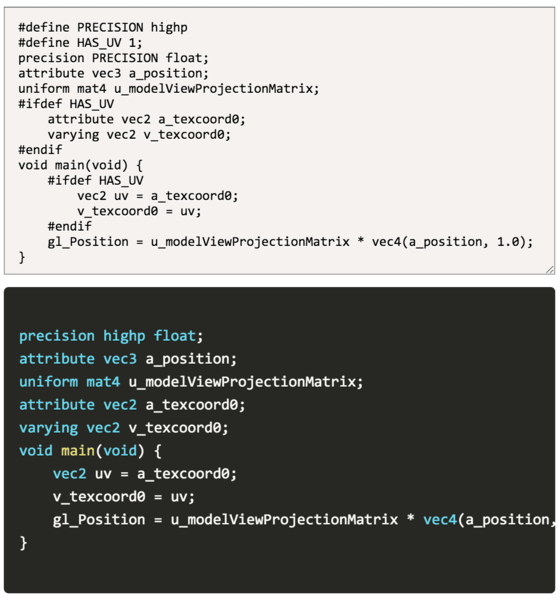 #define PRECISION highp
#define HAS_UV 1;
precision PRECISION float;
attribute vec3 a_position;
uniform mat4 u_modelViewProjectionMatrix;
#ifdef HAS_UV
    attribute vec2 a_texcoord0;
    varying vec2 v_texcoord0;
#endif
void main(void) {
    #ifdef HAS_UV
        vec2 uv = a_texcoord0;
        v_texcoord0 = uv;
    #endif
    gl_Position = u_modelViewProjectionMatrix * vec4(a_position, 1.0);
}
precision highp float;
attribute vec3 a_position;
uniform mat4 u_modelViewProjectionMatrix;
attribute vec2 a_texcoord0;
varying vec2 v_texcoord0;
void main(void) {
    vec2 uv = a_texcoord0;
    v_texcoord0 = uv;
    gl_Position = u_modelViewProjectionMatrix * vec4(a_position,
}